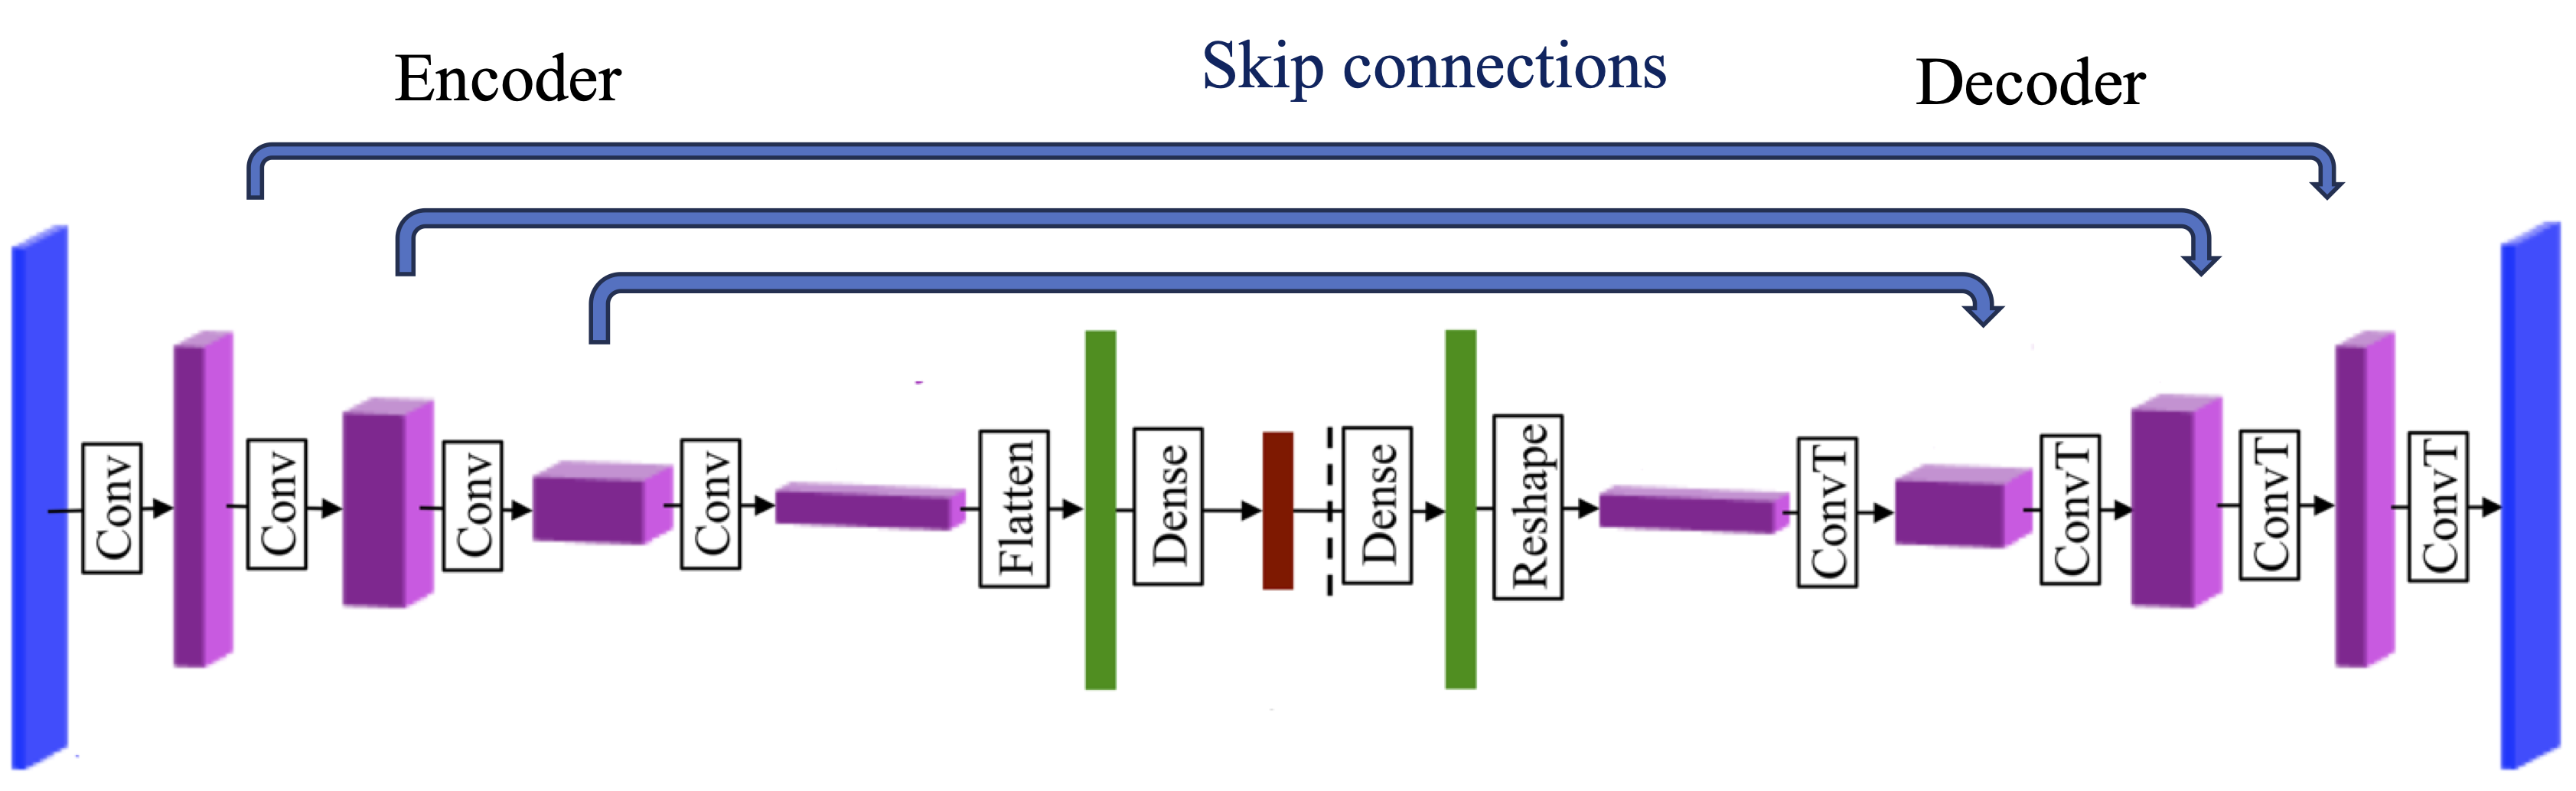 Encoder
Skip connections
Decoder
Conv
Conv
Conv
Conv
Flatten
Dense
Dense
Reshape
ConvT
ConvT
ConvT
ConvT